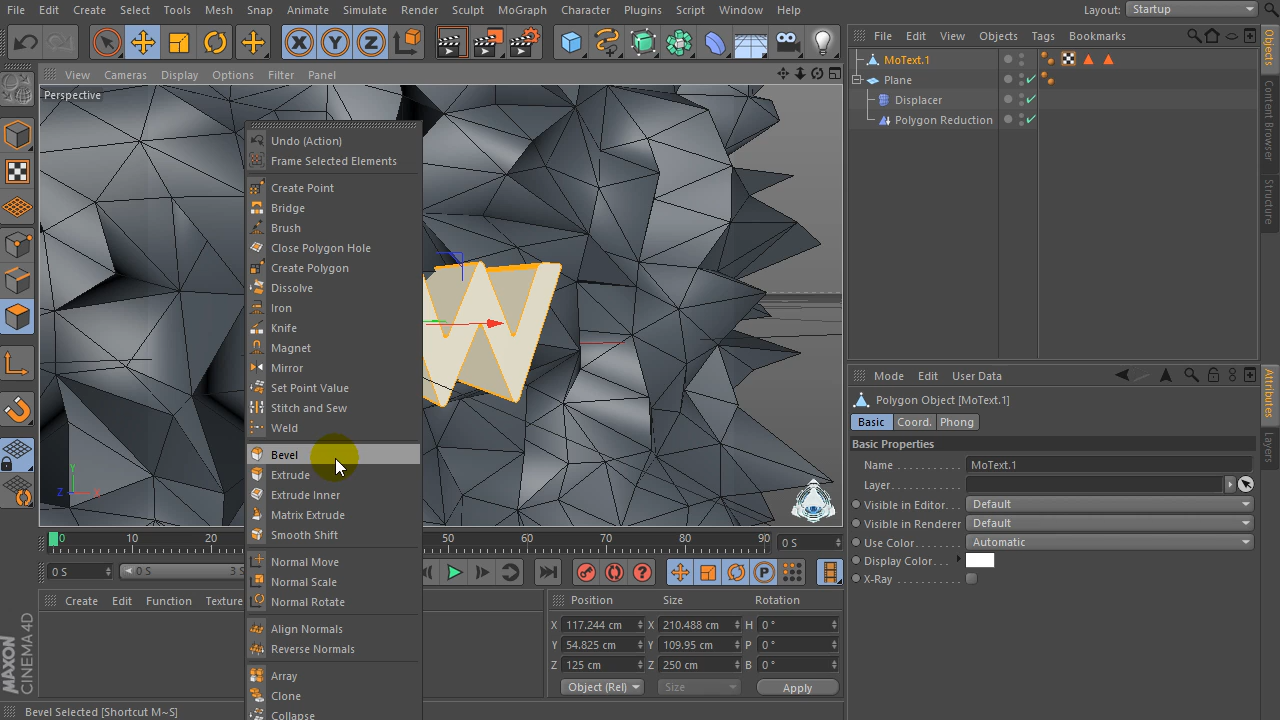 File Edit Create Select Tools Mesh Snap Animate Simulate Render Sculpt MoGraph Character Plugins Script Window Help Layout: Startup
View Cameras Display Options Filter Panel
Perspective
Undo (Action)
Frame Selected Elements
Create Point
Bridge
Brush
Close Polygon Hole
Create Polygon
Dissolve
Iron
Knife
Magnet
Mirror
Set Point Value
Stitch and Sew
Weld
Bevel
Extrude
Extrude Inner
Matrix Extrude
Smooth Shift
Normal Move
Normal Scale
Normal Rotate
Align Normals
Reverse Normals
Array
Clone
Collapse
Y
Z X
File Edit View Objects Tags Bookmarks
MoText.1
Plane
Displacer
Polygon Reduction
Objects
Content Browser
Structure
Mode Edit User Data
Polygon Object [MoText.1]
Basic Coord. Phong
Basic Properties
Name . . . . . . . . . . . MoText.1
Layer. . . . . . . . . . .
Visible in Editor. . . Default
Visible in Renderer Default
Use Color. . . . . . . . Automatic
Display Color. . .
X-Ray . . . . . . . . . .
Attributes
Layers
0 10 20 50 60 70 80 90 0 S
0 S 0 S 3 S
Create Edit Function Texture
Position Size Rotation
X 117.244 cm X 210.488 cm H 0 °
Y 54.825 cm Y 109.95 cm P 0 °
Z 125 cm Z 250 cm B 0 °
Object (Rel) Size Apply
MAXON
CINEMA 4D
Bevel Selected [Shortcut M~S]